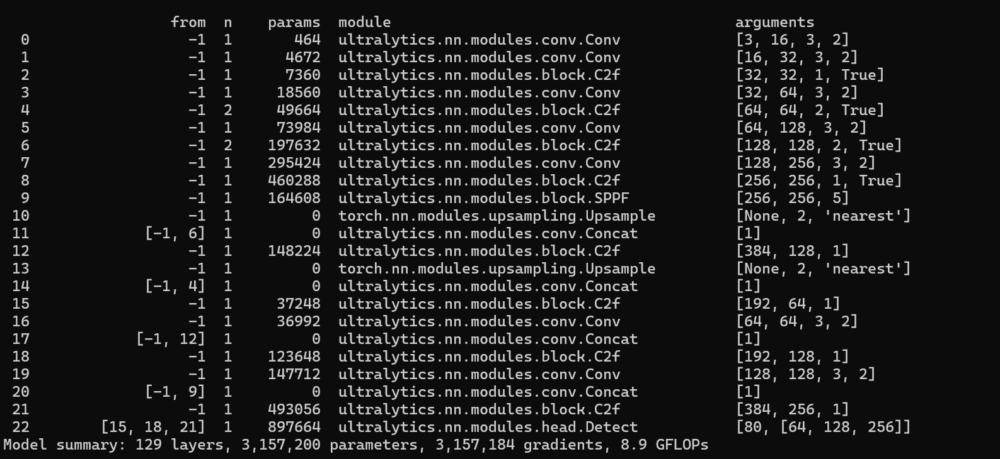 from n params module arguments
0 -1 1 464 ultralytics.nn.modules.conv.Conv [3, 16, 3, 2]
1 -1 1 4672 ultralytics.nn.modules.conv.Conv [16, 32, 3, 2]
2 -1 1 7360 ultralytics.nn.modules.block.C2f [32, 32, 1, True]
3 -1 1 18560 ultralytics.nn.modules.conv.Conv [32, 64, 3, 2]
4 -1 2 49664 ultralytics.nn.modules.block.C2f [64, 64, 2, True]
5 -1 1 73984 ultralytics.nn.modules.conv.Conv [64, 128, 3, 2]
6 -1 2 197632 ultralytics.nn.modules.block.C2f [128, 128, 2, True]
7 -1 1 295424 ultralytics.nn.modules.conv.Conv [128, 256, 3, 2]
8 -1 1 460288 ultralytics.nn.modules.block.C2f [256, 256, 1, True]
9 -1 1 164608 ultralytics.nn.modules.block.SPPF [256, 256, 5]
10 -1 1 0 torch.nn.modules.upsampling.Upsample [None, 2, 'nearest']
11 [-1, 6] 1 0 ultralytics.nn.modules.conv.Concat [1]
12 -1 1 148224 ultralytics.nn.modules.block.C2f [384, 128, 1]
13 -1 1 0 torch.nn.modules.upsampling.Upsample [None, 2, 'nearest']
14 [-1, 4] 1 0 ultralytics.nn.modules.conv.Concat [1]
15 -1 1 37248 ultralytics.nn.modules.block.C2f [192, 64, 1]
16 -1 1 36992 ultralytics.nn.modules.conv.Conv [64, 64, 3, 2]
17 [-1, 12] 1 0 ultralytics.nn.modules.conv.Concat [1]
18 -1 1 123648 ultralytics.nn.modules.block.C2f [192, 128, 1]
19 -1 1 147712 ultralytics.nn.modules.conv.Conv [128, 128, 3, 2]
20 [-1, 9] 1 0 ultralytics.nn.modules.conv.Concat [1]
21 -1 1 493056 ultralytics.nn.modules.block.C2f [384, 256, 1]
22 [15, 18, 21] 1 897664 ultralytics.nn.modules.head.Detect [80, [64, 128, 256]]
Model summary: 129 layers, 3,157,200 parameters, 3,157,184 gradients, 8.9 GFLOPs